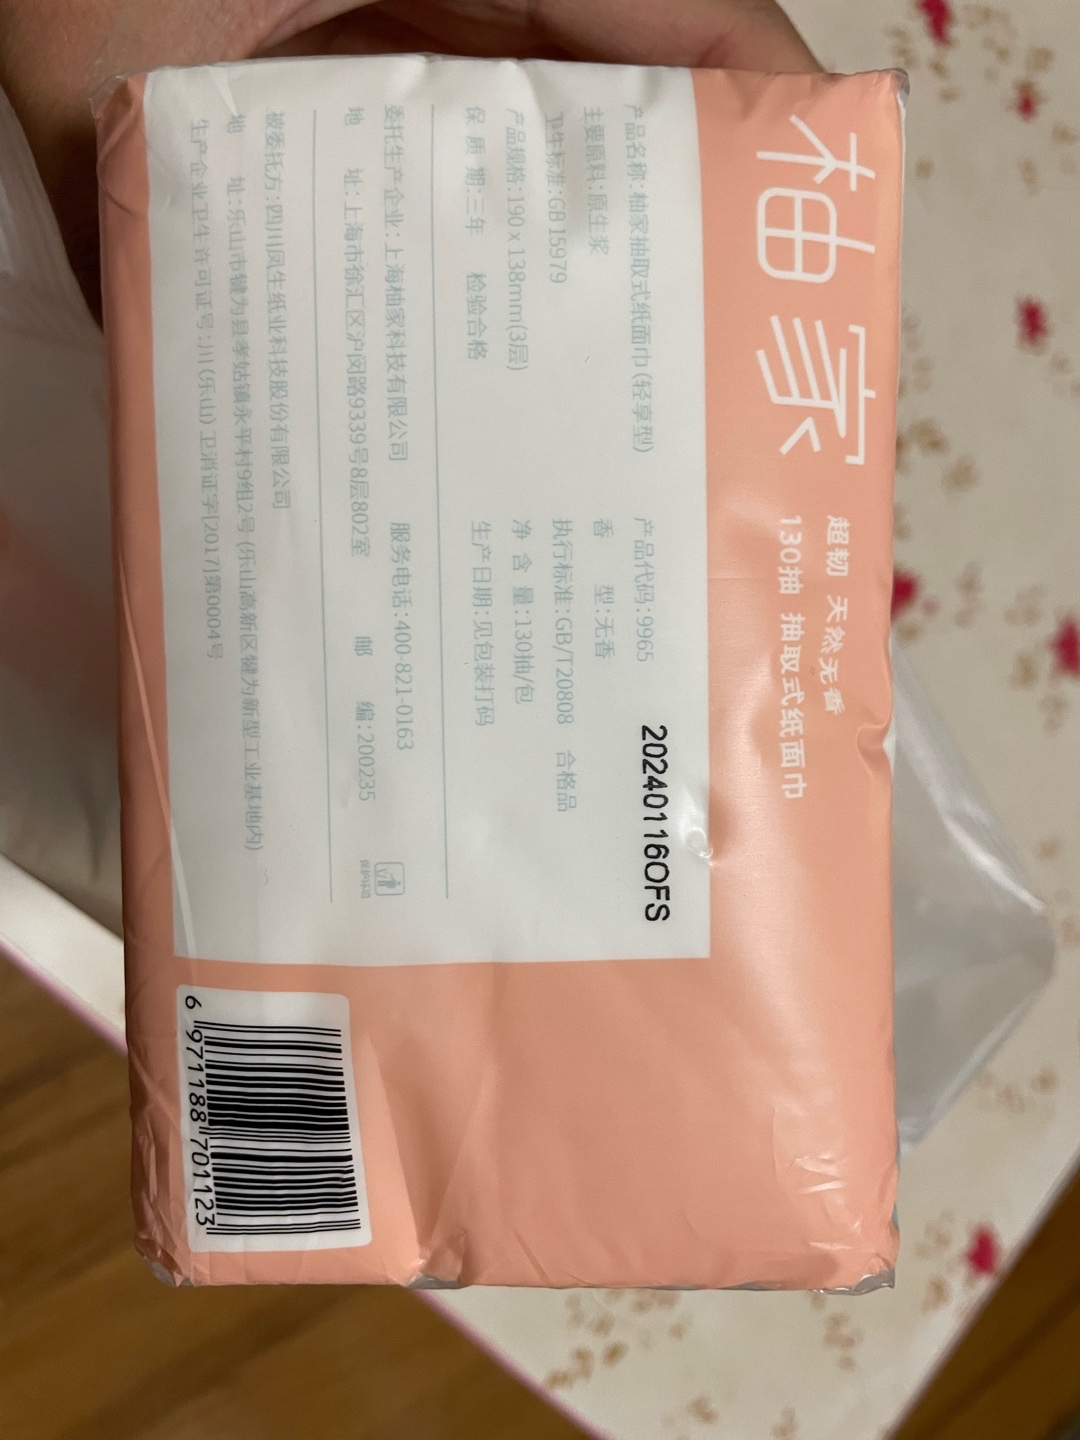 柚家
超韧 天然无香
130抽 抽取式纸面巾
产品名称:柚家抽取式纸面巾(轻享型) 产品代码:9965
主要原料:原生浆 香 型:无香
卫生标准:GB 15979 执行标准:GB/T20808 合格品
产品规格:190 x 138mm(3层) 净 含 量:130抽/包
保 质 期:三年 检验合格 生产日期:见包装打码
20240116OFS
委托生产企业:上海柚家科技有限公司 服务电话:400-821-0163
地 址:上海市徐汇区沪闵路9339号8层802室 邮 编:200235
保护环境
被委托方:四川凤生纸业科技股份有限公司
地 址:乐山市犍为县孝姑镇永平村9组2号(乐山高新区犍为新型工业基地内)
生产企业卫生许可证号:川(乐山)卫消证字[2017]第0004号
6 971188 701123